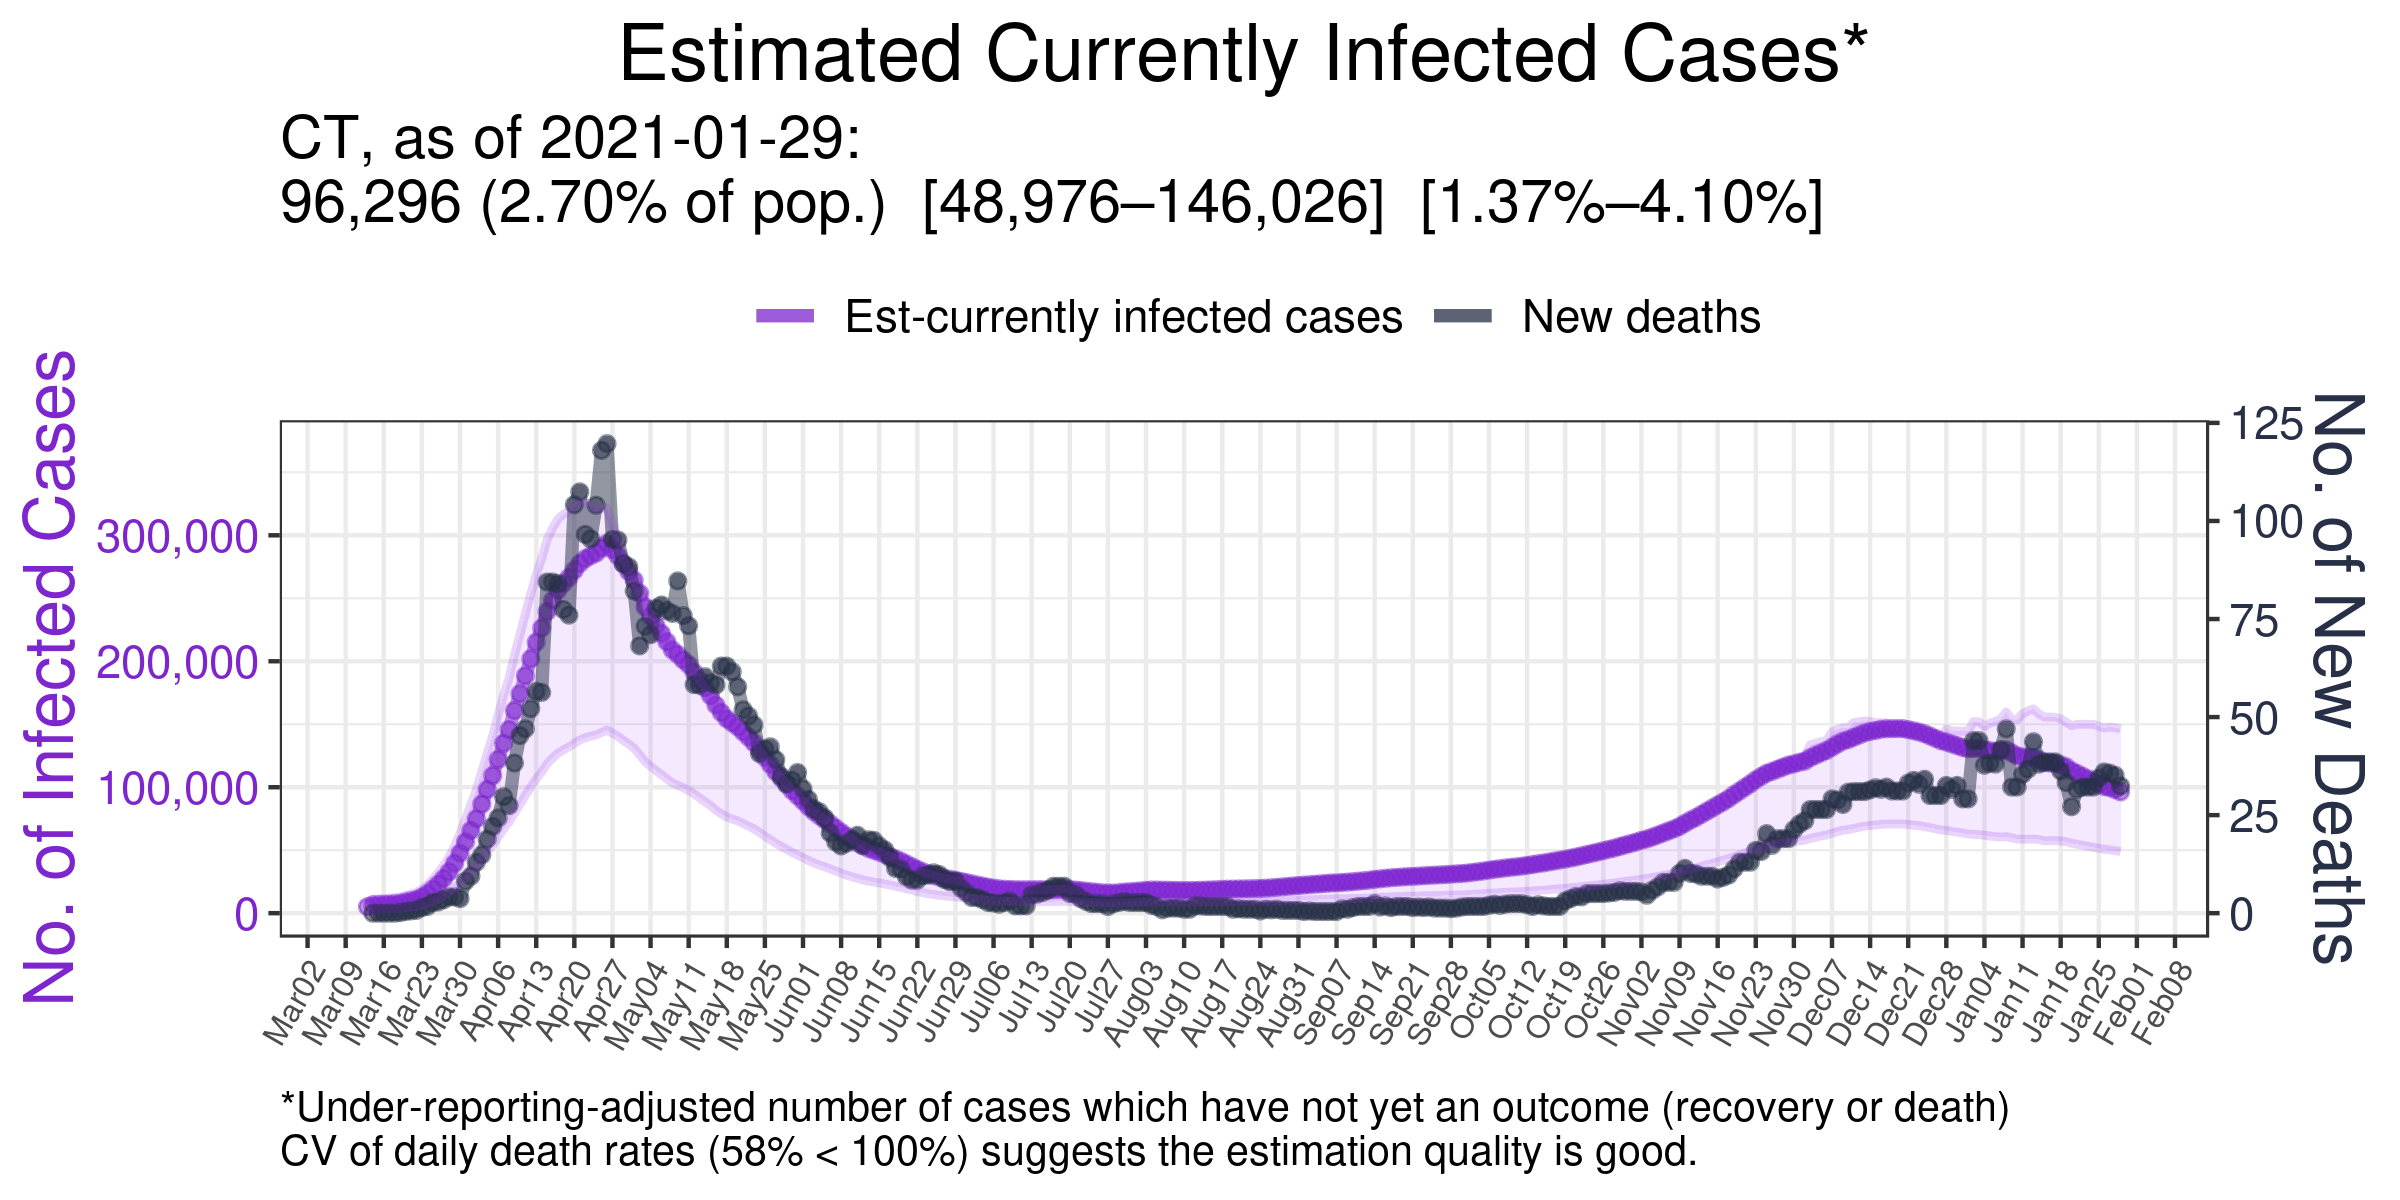 Estimated Currently Infected Cases*
CT, as of 2021-01-29:
96,296 (2.70% of pop.) [48,976–146,026] [1.37%–4.10%]
Est-currently infected cases
New deaths
No. of Infected Cases
300,000
200,000
100,000
0
125
100
75
50
25
0
No. of New Deaths
Mar02
Mar09
Mar16
Mar23
Mar30
Apr06
Apr13
Apr20
Apr27
May04
May11
May18
May25
Jun01
Jun08
Jun15
Jun22
Jun29
Jul06
Jul13
Jul20
Jul27
Aug03
Aug10
Aug17
Aug24
Aug31
Sep07
Sep14
Sep21
Sep28
Oct05
Oct12
Oct19
Oct26
Nov02
Nov09
Nov16
Nov23
Nov30
Dec07
Dec14
Dec21
Dec28
Jan04
Jan11
Jan18
Jan25
Feb01
Feb08
*Under-reporting-adjusted number of cases which have not yet an outcome (recovery or death)
CV of daily death rates (58% < 100%) suggests the estimation quality is good.